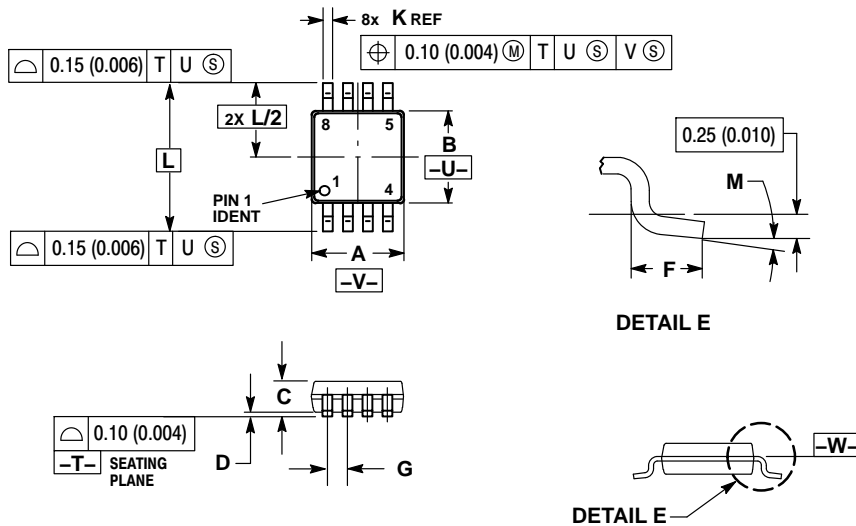 8x K REF
⌖ 0.10 (0.004) Ⓜ T U Ⓢ V Ⓢ
⌓ 0.15 (0.006) T U Ⓢ
2X L/2
L
8 5
B
–U–
1 4
PIN 1
IDENT
⌓ 0.15 (0.006) T U Ⓢ
A
–V–
0.25 (0.010)
M
F
DETAIL E
C
⌓ 0.10 (0.004)
–T– SEATING
PLANE
D
G
–W–
DETAIL E